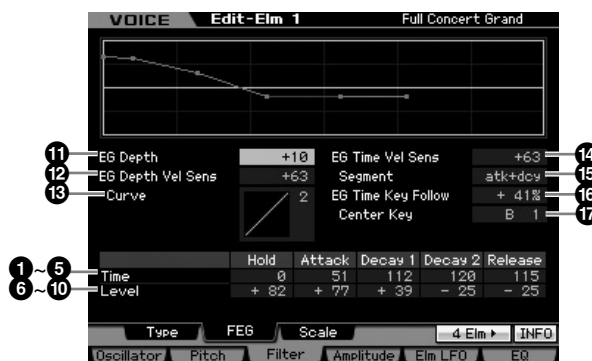 VOICE Edit-Elm 1 Full Concert Grand
11 EG Depth +10 EG Time Vel Sens +63 14
12 EG Depth Vel Sens +63 Segment atk+dcy 15
13 Curve 2 EG Time Key Follow + 41% 16
Center Key B 1 17
Hold Attack Decay 1 Decay 2 Release
1 ~ 5 Time 0 51 112 120 115
6 ~ 10 Level + 82 + 77 + 39 - 25 - 25
Type FEG Scale 4 Elm INFO
Oscillator Pitch Filter Amplitude Elm LFO EQ